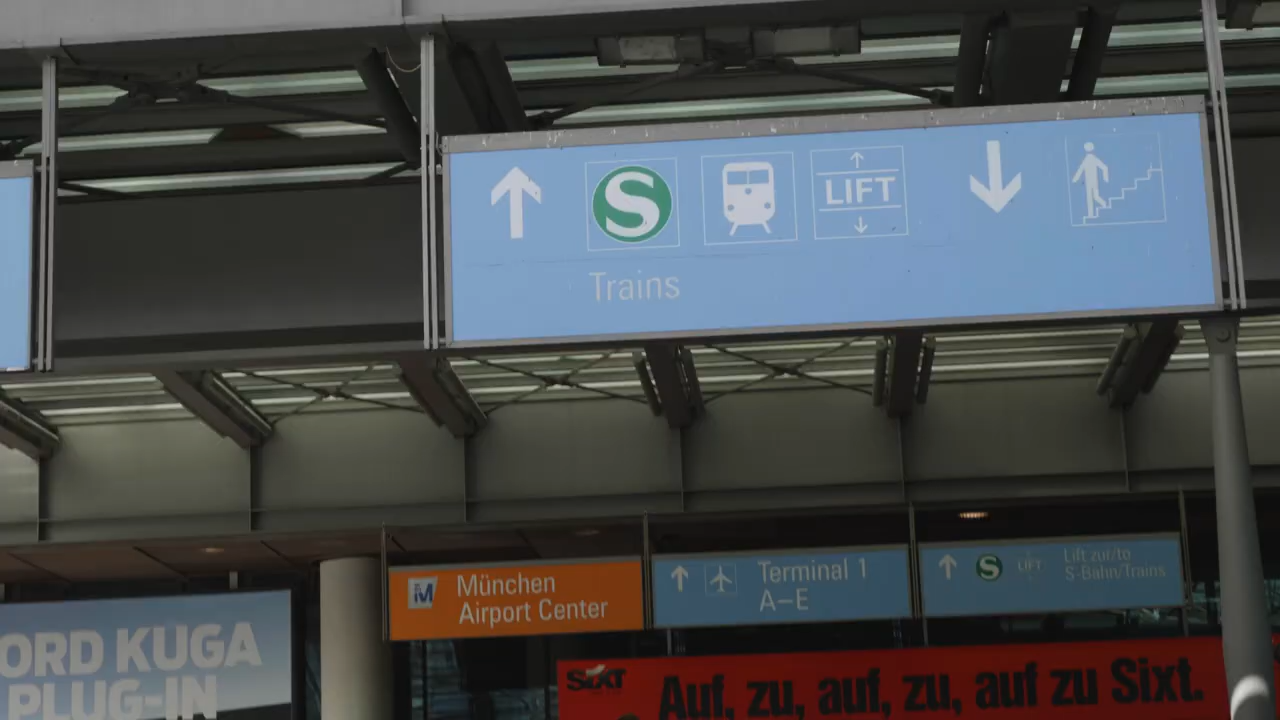 S
LIFT
Trains
M
München
Airport Center
Terminal 1
A–E
S
LIFT
Lift zur/to
S-Bahn/Trains
ORD KUGA
PLUG-IN
SIXT
Auf, zu, auf, zu, auf zu Sixt.